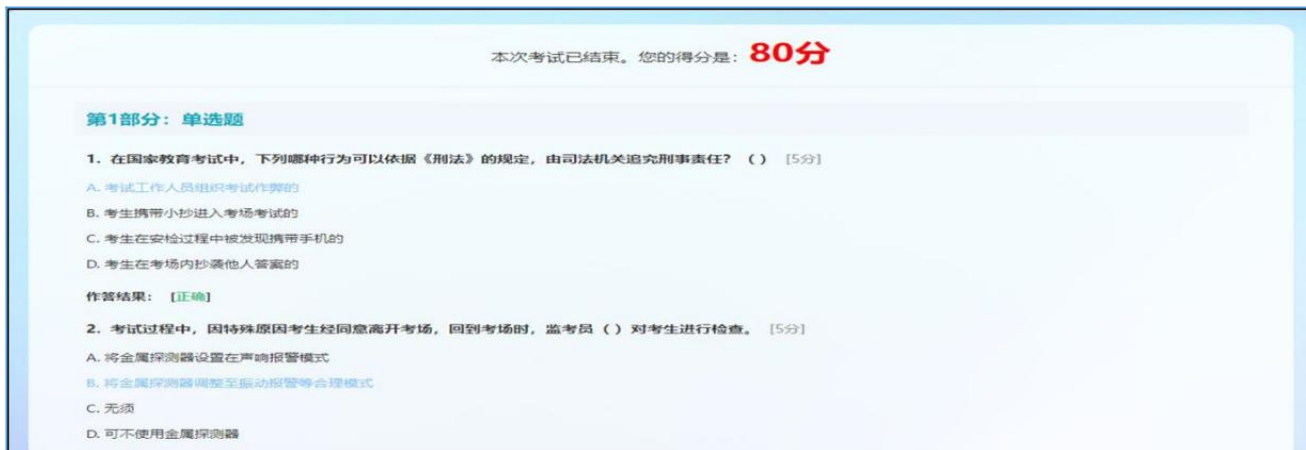 本次考试已结束。您的得分是：80分
第1部分：单选题
1. 在国家教育考试中，下列哪种行为可以依据《刑法》的规定，由司法机关追究刑事责任？（ ） [5分]
A. 考试工作人员组织考试作弊的
B. 考生携带小抄进入考场考试的
C. 考生在安检过程中被发现携带手机的
D. 考生在考场内抄袭他人答案的
作答结果： [正确]
2. 考试过程中，因特殊原因考生经同意离开考场，回到考场时，监考员（ ）对考生进行检查。 [5分]
A. 将金属探测器设置在声响报警模式
B. 将金属探测器调整至振动报警等合理模式
C. 无须
D. 可不使用金属探测器